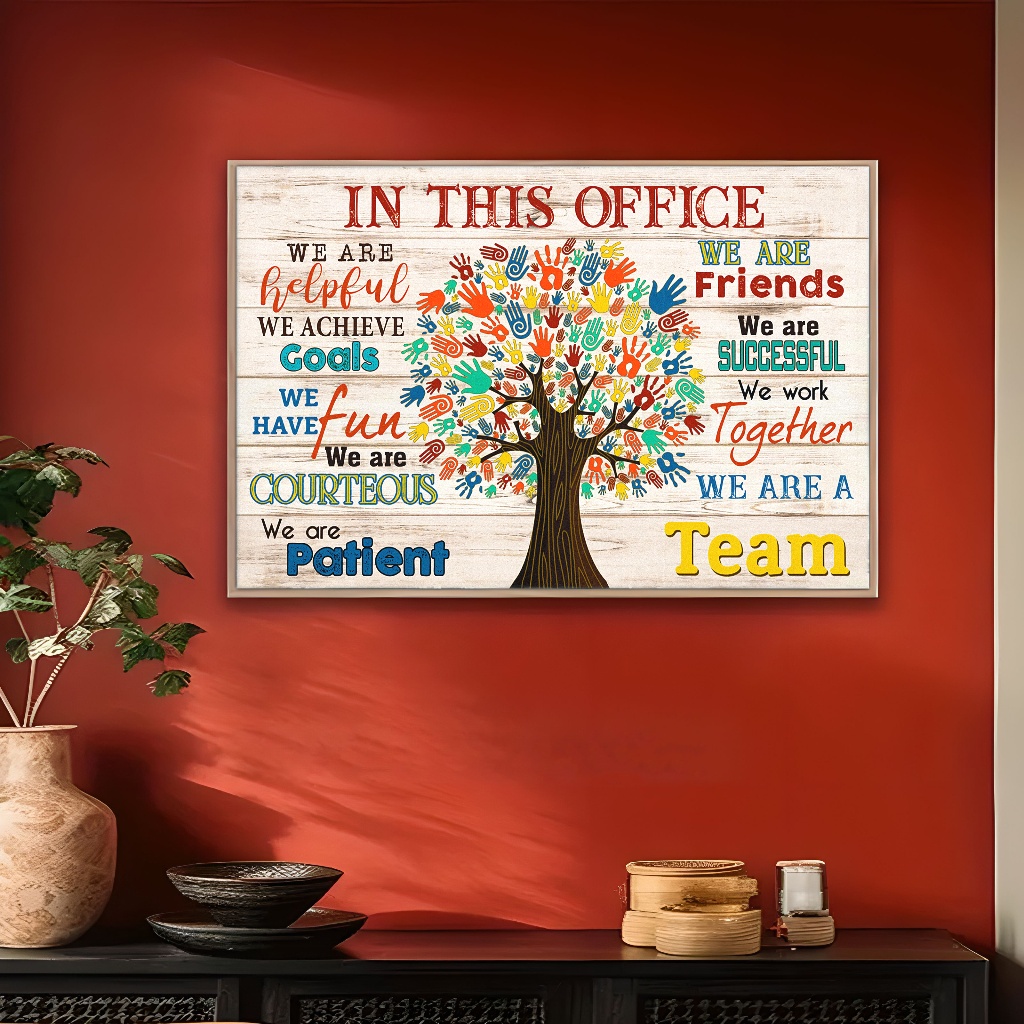 IN THIS OFFICE
WE ARE
helpful
WE ACHIEVE
Goals
WE
HAVE fun
We are
COURTEOUS
We are
Patient
WE ARE
Friends
We are
SUCCESSFUL
We work
Together
WE ARE A
Team